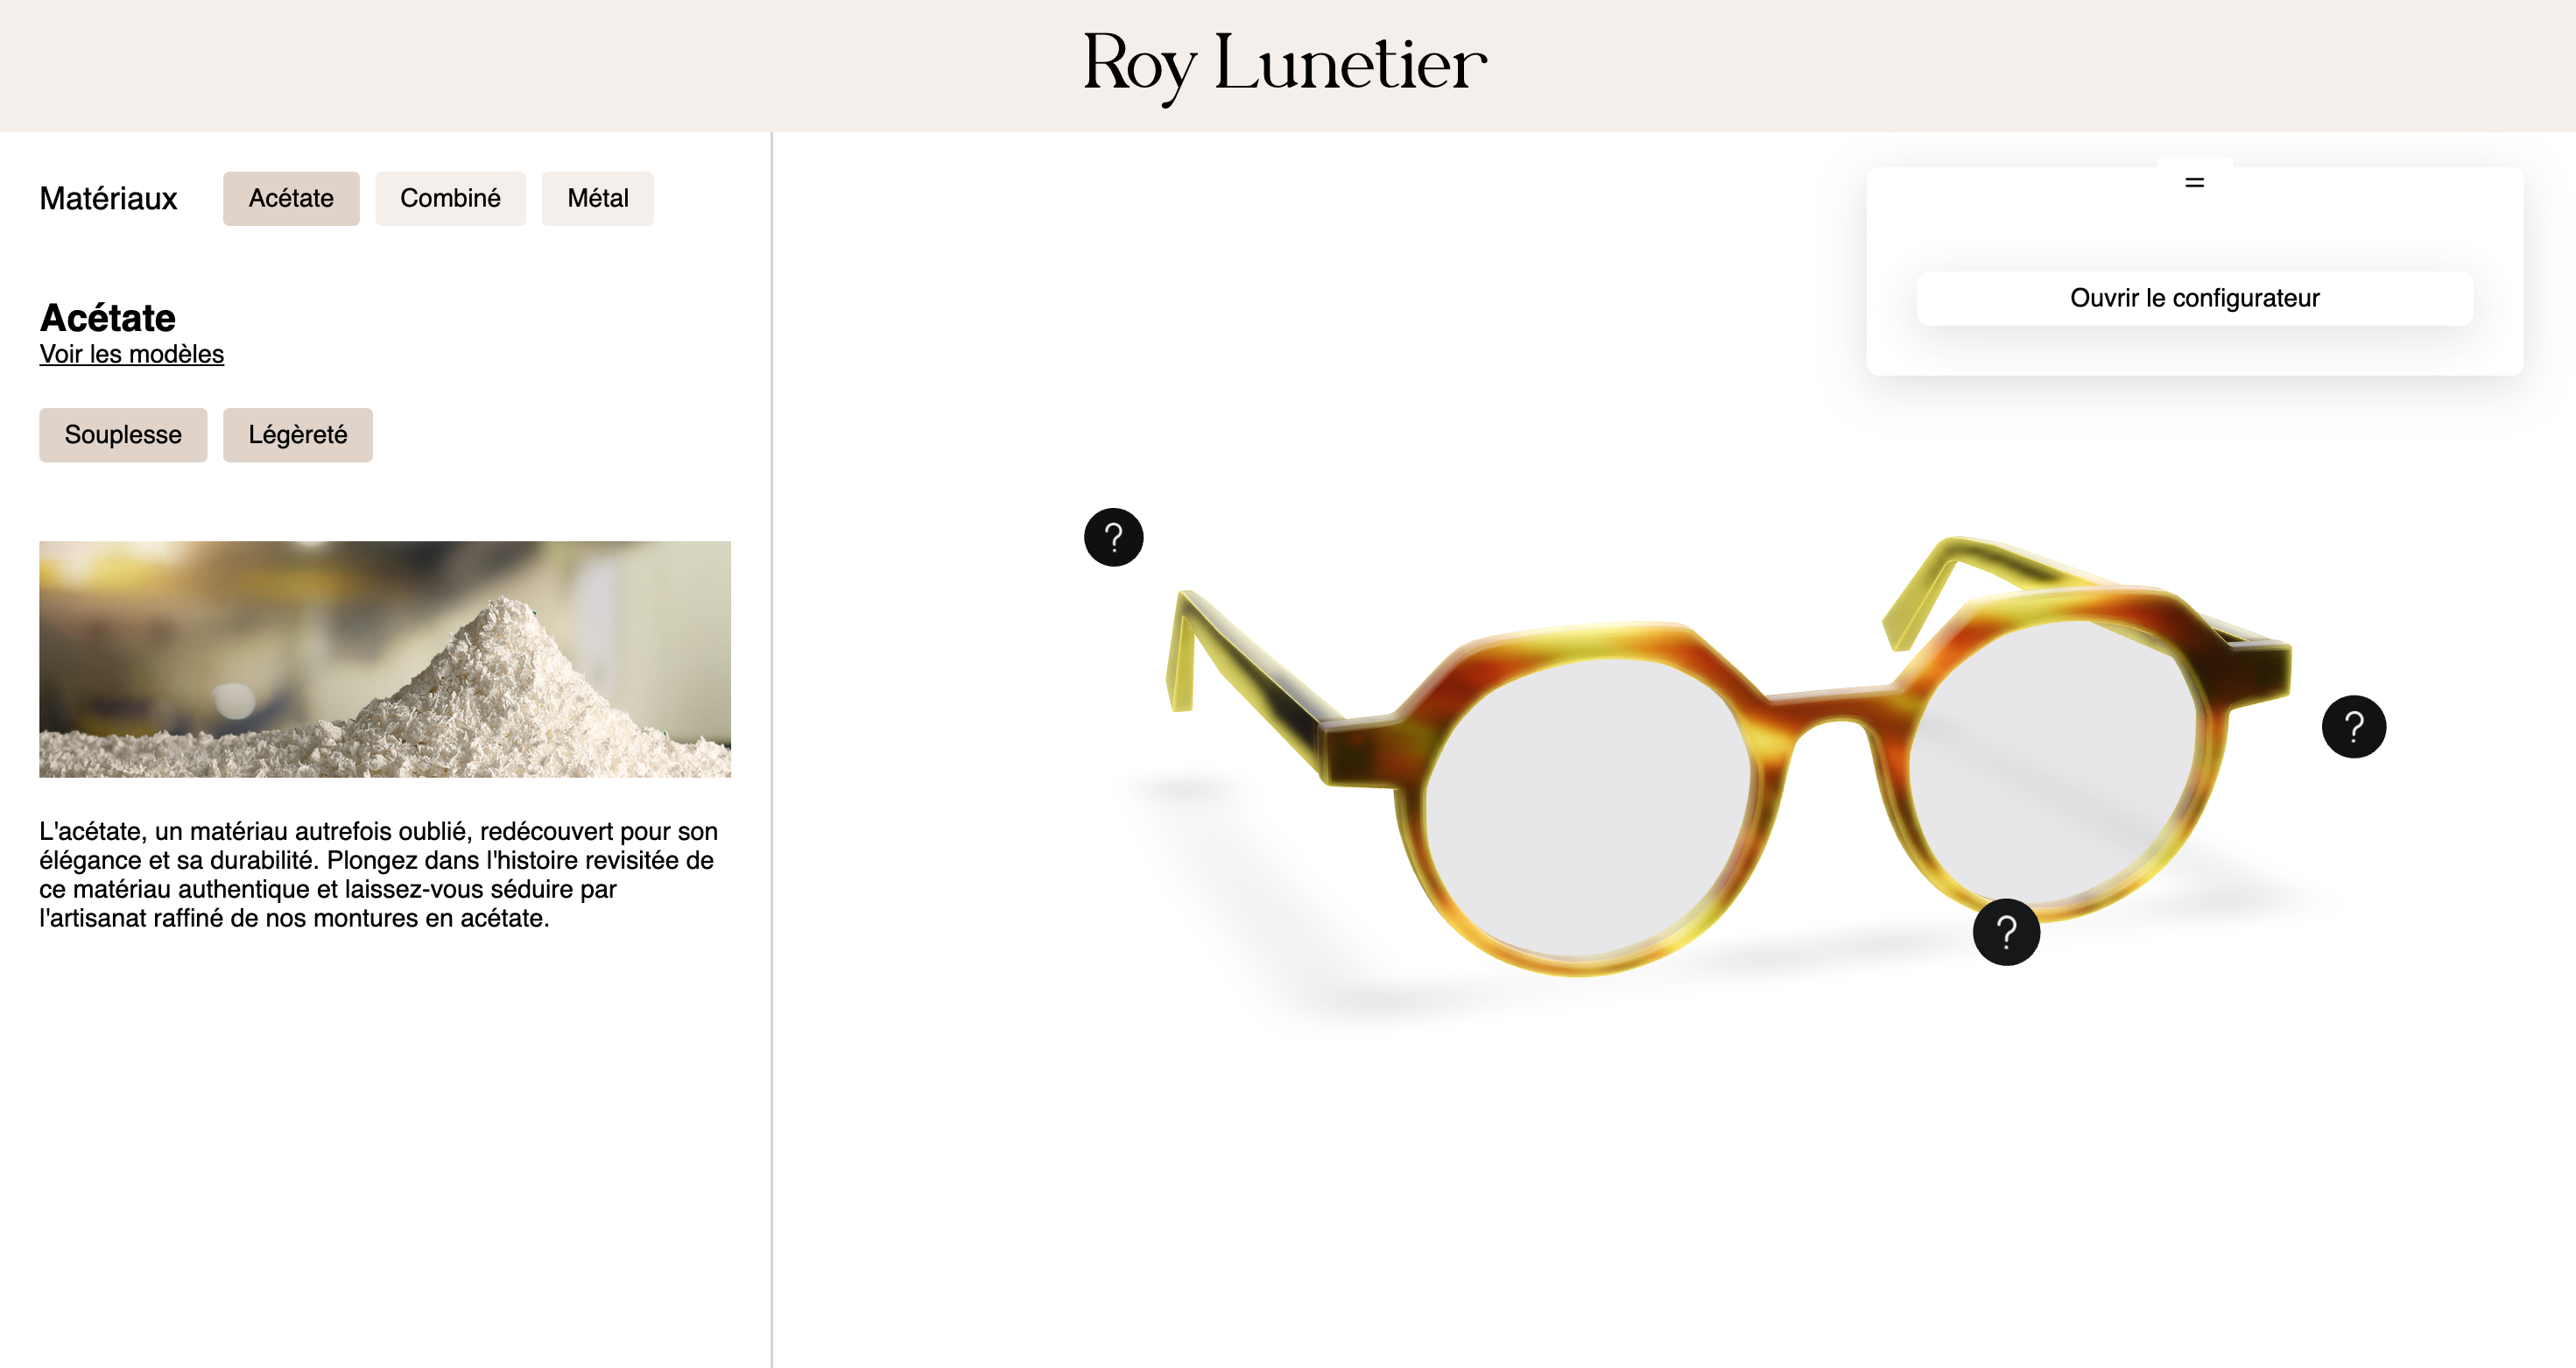 Roy Lunetier
Matériaux
Acétate
Combiné
Métal
Acétate
Voir les modèles
Souplesse
Légèreté
L'acétate, un matériau autrefois oublié, redécouvert pour son
élégance et sa durabilité. Plongez dans l'histoire revisitée de
ce matériau authentique et laissez-vous séduire par
l'artisanat raffiné de nos montures en acétate.
=
Ouvrir le configurateur
?
?
?